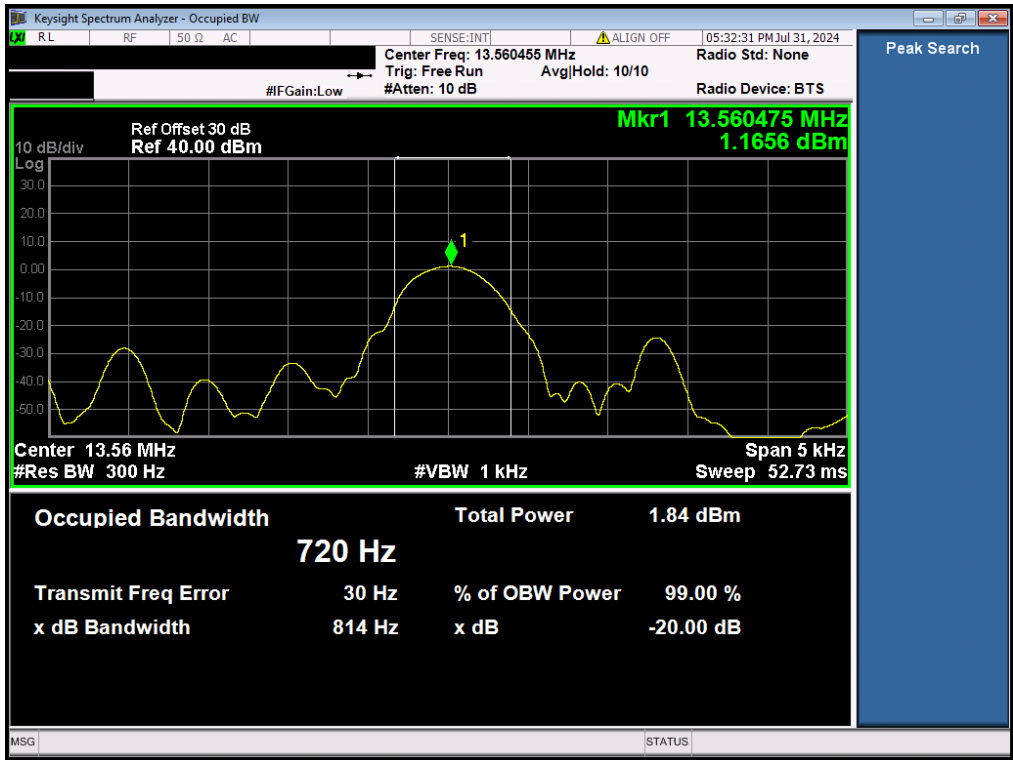 Keysight Spectrum Analyzer - Occupied BW
LXI RL RF 50 Ω AC SENSE:INT ALIGN OFF 05:32:31 PM Jul 31, 2024
Center Freq: 13.560455 MHz Radio Std: None
Trig: Free Run Avg|Hold: 10/10
#IFGain:Low #Atten: 10 dB Radio Device: BTS
Peak Search
Mkr1 13.560475 MHz
1.1656 dBm
Ref Offset 30 dB
10 dB/div Ref 40.00 dBm
Log
30.0
20.0
10.0
0.00
-10.0
-20.0
-30.0
-40.0
-50.0
1
Center 13.56 MHz Span 5 kHz
#Res BW 300 Hz #VBW 1 kHz Sweep 52.73 ms
Occupied Bandwidth Total Power 1.84 dBm
720 Hz
Transmit Freq Error 30 Hz % of OBW Power 99.00 %
x dB Bandwidth 814 Hz x dB -20.00 dB
MSG STATUS